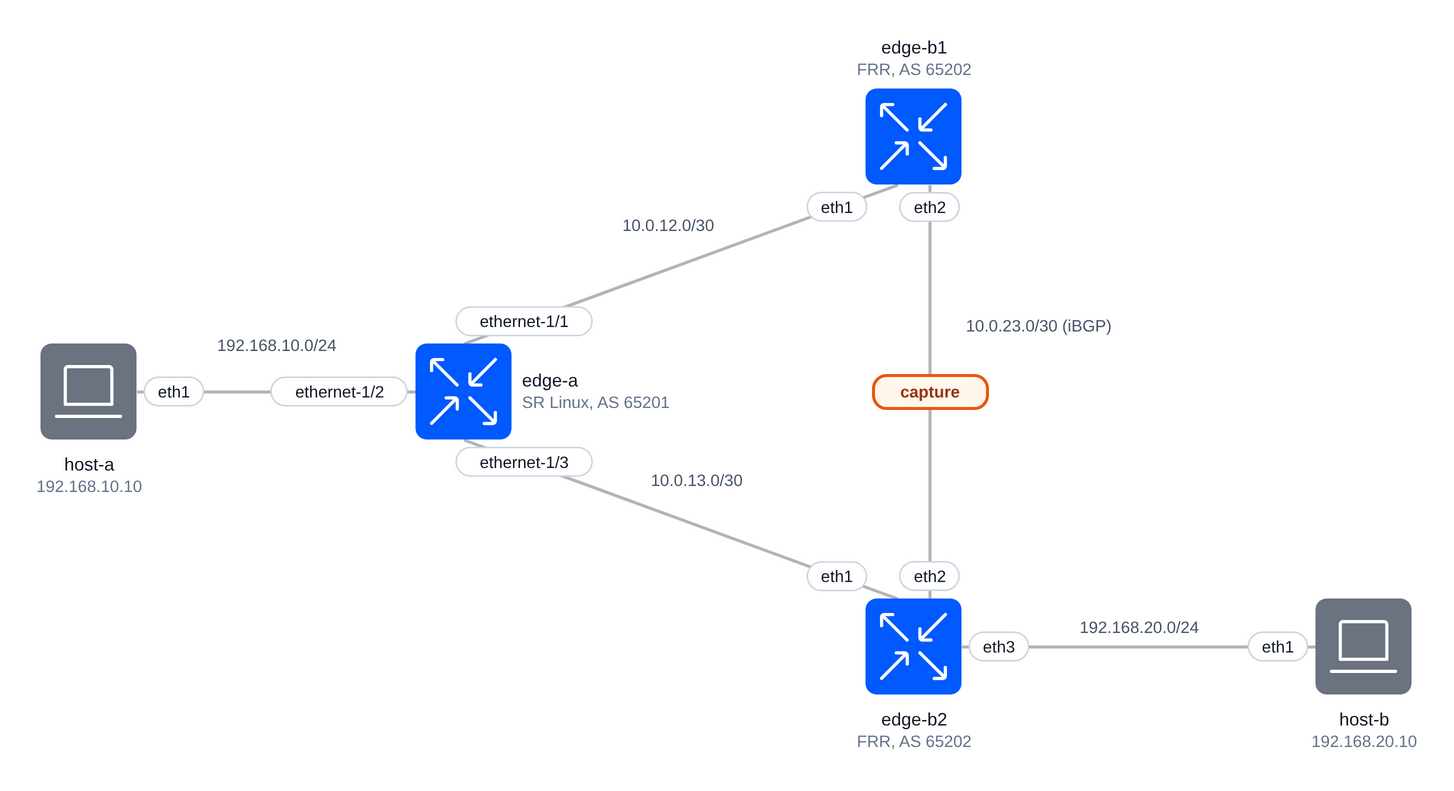 edge-b1
FRR, AS 65202
eth1
eth2
10.0.12.0/30
ethernet-1/1
10.0.23.0/30 (iBGP)
192.168.10.0/24
eth1
ethernet-1/2
edge-a
SR Linux, AS 65201
capture
host-a
192.168.10.10
ethernet-1/3
10.0.13.0/30
eth1
eth2
192.168.20.0/24
eth3
eth1
edge-b2
FRR, AS 65202
host-b
192.168.20.10